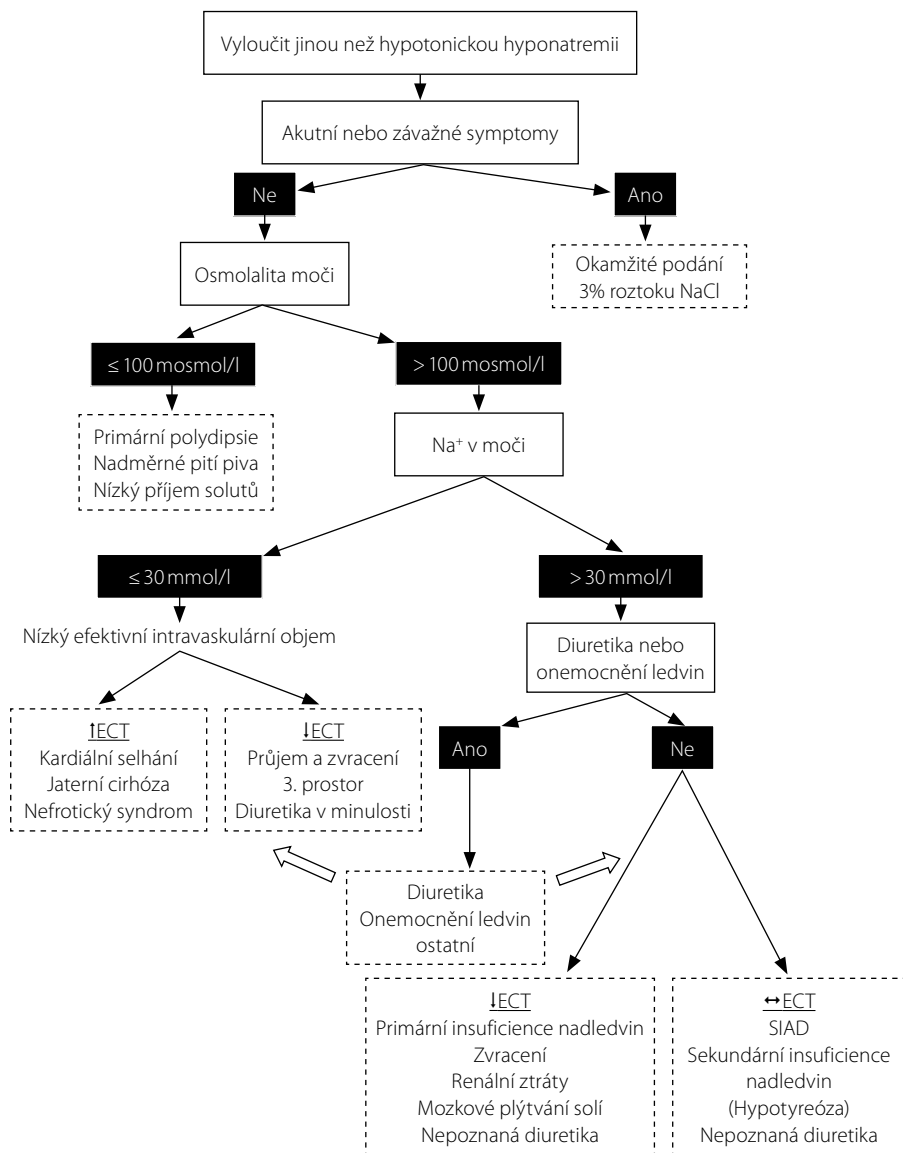 Vyloučit jinou než hypotonickou hyponatremii
Akutní nebo závažné symptomy
Ne
Ano
Osmolalita moči
Okamžité podání
3% roztoku NaCl
≤ 100 mosmol/l
> 100 mosmol/l
Primární polydipsie
Nadměrné pití piva
Nízký příjem solutů
Na⁺ v moči
≤ 30 mmol/l
> 30 mmol/l
Nízký efektivní intravaskulární objem
Diuretika nebo
onemocnění ledvin
↑ECT
Kardiální selhání
Jaterní cirhóza
Nefrotický syndrom
↓ECT
Průjem a zvracení
3. prostor
Diuretika v minulosti
Ano
Ne
Diuretika
Onemocnění ledvin
ostatní
↓ECT
Primární insuficience nadledvin
Zvracení
Renální ztráty
Mozkové plýtvání solí
Nepoznaná diuretika
↔ECT
SIAD
Sekundární insuficience
nadledvin
(Hypotyreóza)
Nepoznaná diuretika